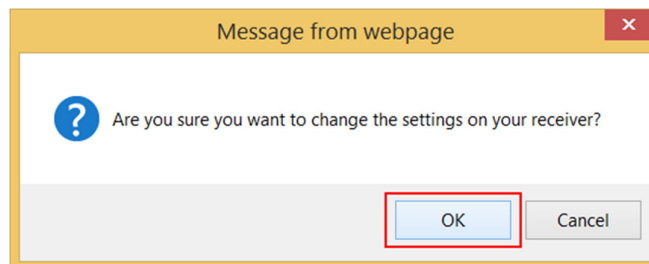 Message from webpage
Are you sure you want to change the settings on your receiver?
OK
Cancel